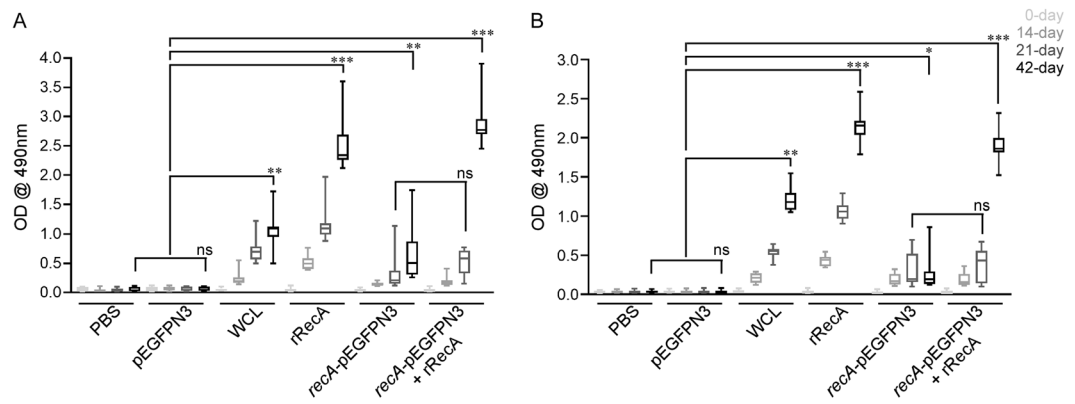 A
OD @ 490nm
4.0
3.5
3.0
2.5
2.0
1.5
1.0
0.5
0.0
***
**
***
**
ns
ns
PBS
pEGFPN3
WCL
rRecA
recA-pEGFPN3
recA-pEGFPN3
+ rRecA
B
0-day
14-day
21-day
42-day
OD @ 490nm
3.0
2.5
2.0
1.5
1.0
0.5
0.0
***
*
***
**
ns
ns
PBS
pEGFPN3
WCL
rRecA
recA-pEGFPN3
recA-pEGFPN3
+ rRecA